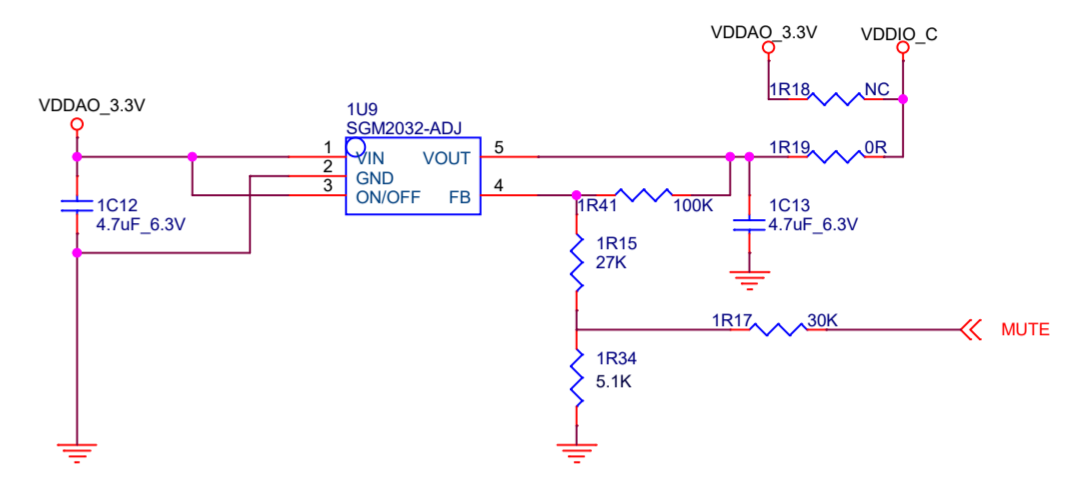 VDDAO_3.3V
VDDIO_C
1R18
NC
VDDAO_3.3V
1U9
SGM2032-ADJ
1
VIN
VOUT
5
1R19
0R
2
GND
3
ON/OFF
FB
4
1R41
100K
1C12
4.7uF_6.3V
1C13
4.7uF_6.3V
1R15
27K
1R17
30K
MUTE
1R34
5.1K